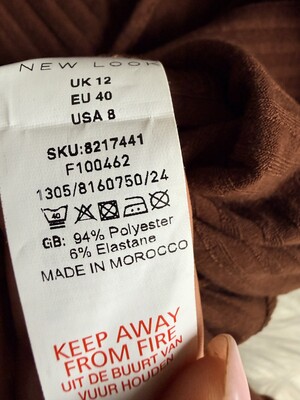 NEW LOOK
UK 12
EU 40
USA 8
SKU:8217441
F100462
1305/8160750/24
40
GB: 94% Polyester
6% Elastane
MADE IN MOROCCO
KEEP AWAY
FROM FIRE
UIT DE BUURT VAN
VUUR HOUDEN